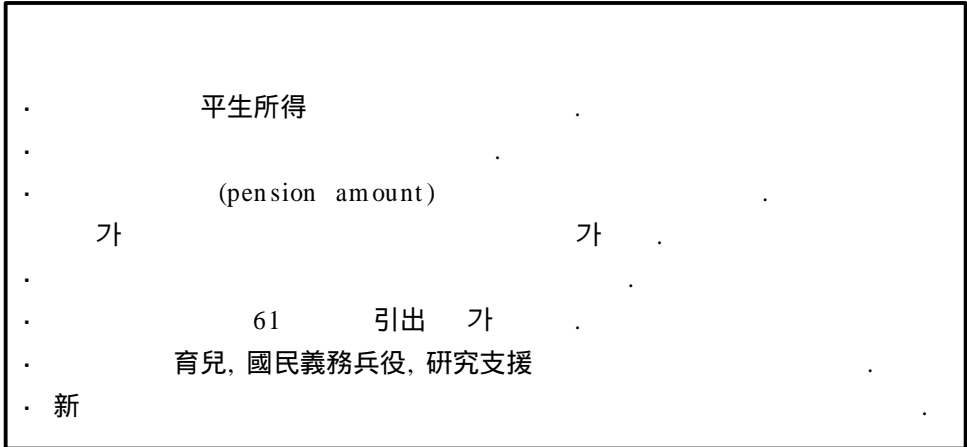 · 平生所得 .
· .
· (pension amount) .
가 가 .
· .
· 61 引出 가 .
· 育兒, 國民義務兵役, 硏究支援 .
· 新 .